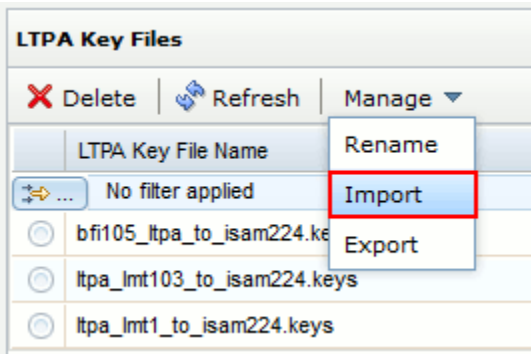 LTPA Key Files
Delete Refresh Manage
Rename
Import
Export
LTPA Key File Name
... No filter applied
bfi105_ltpa_to_isam224.ke
ltpa_lmt103_to_isam224.keys
ltpa_lmt1_to_isam224.keys